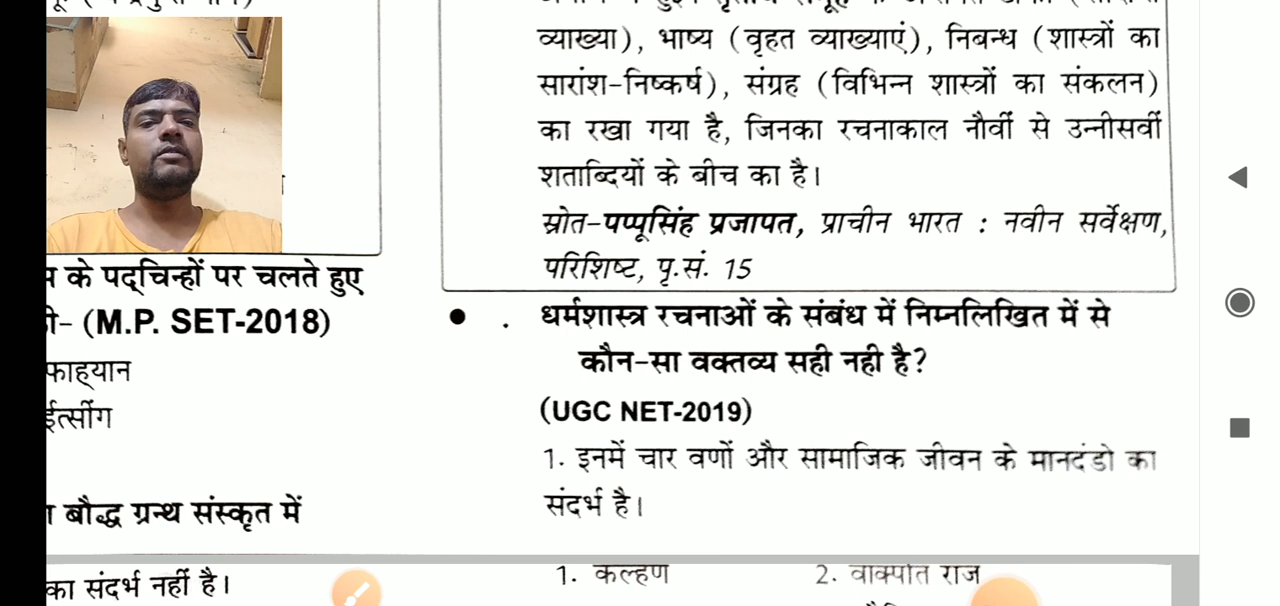 व्याख्या), भाष्य (वृहत व्याख्याएं), निबन्ध (शास्त्रों का
सारांश-निष्कर्ष), संग्रह (विभिन्न शास्त्रों का संकलन)
का रखा गया है, जिनका रचनाकाल नौवीं से उन्नीसवीं
शताब्दियों के बीच का है।
स्रोत-पप्पूसिंह प्रजापत, प्राचीन भारत : नवीन सर्वेक्षण,
परिशिष्ट, पृ.सं. 15
के पद्चिन्हों पर चलते हुए
(M.P. SET-2018)
फाह्यान
ईत्सींग
बौद्ध ग्रन्थ संस्कृत में
का संदर्भ नहीं है।
• . धर्मशास्त्र रचनाओं के संबंध में निम्नलिखित में से
कौन-सा वक्तव्य सही नही है?
(UGC NET-2019)
1. इनमें चार वर्णो और सामाजिक जीवन के मानदंडो का
संदर्भ है।
1. कल्हण 2. वाक्पति राज